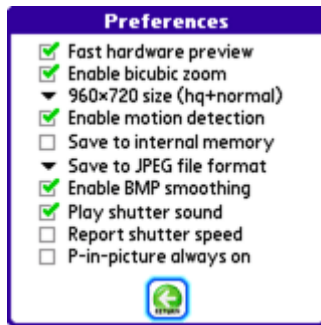 Preferences
Fast hardware preview
Enable bicubic zoom
960×720 size (hq+normal)
Enable motion detection
Save to internal memory
Save to JPEG file format
Enable BMP smoothing
Play shutter sound
Report shutter speed
P-in-picture always on
RETURN